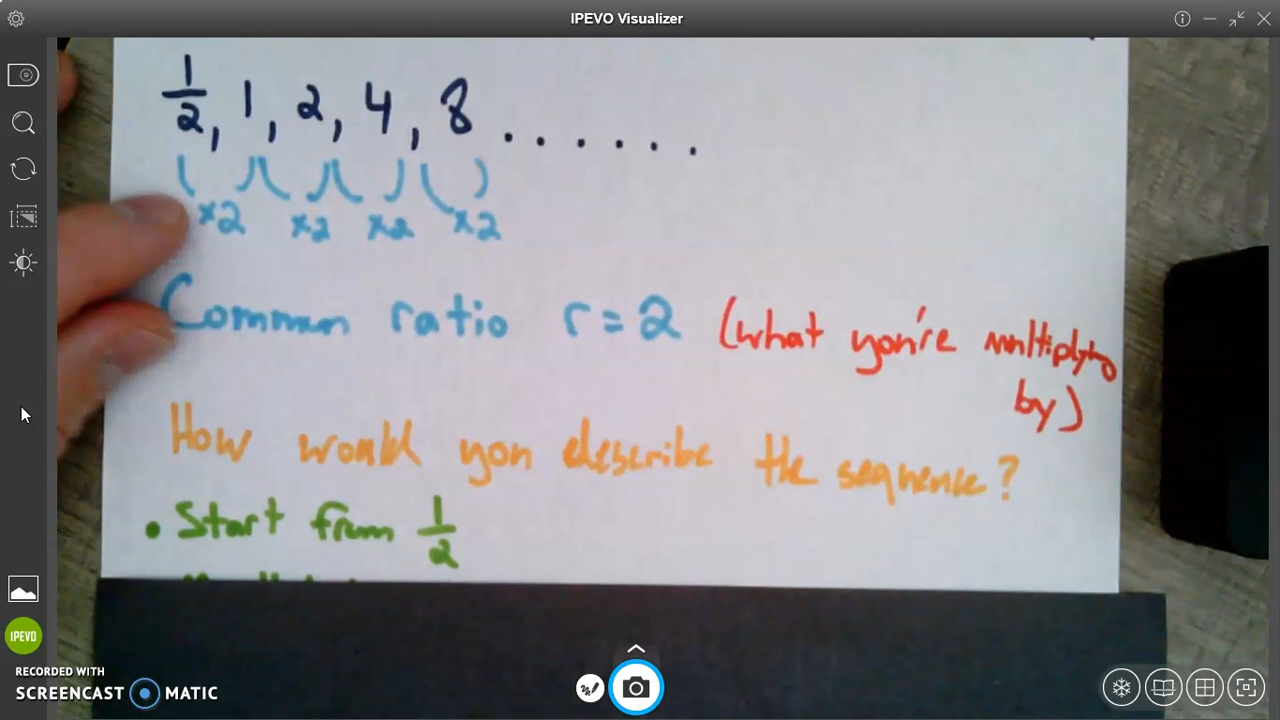 IPEVO Visualizer
1/2, 1, 2, 4, 8 . . . . . .
×2 ×2 ×2 ×2
Common ratio r = 2 (what you're multiplying
by)
How would you describe the sequence?
• Start from 1/2
IPEVO
RECORDED WITH
SCREENCAST MATIC